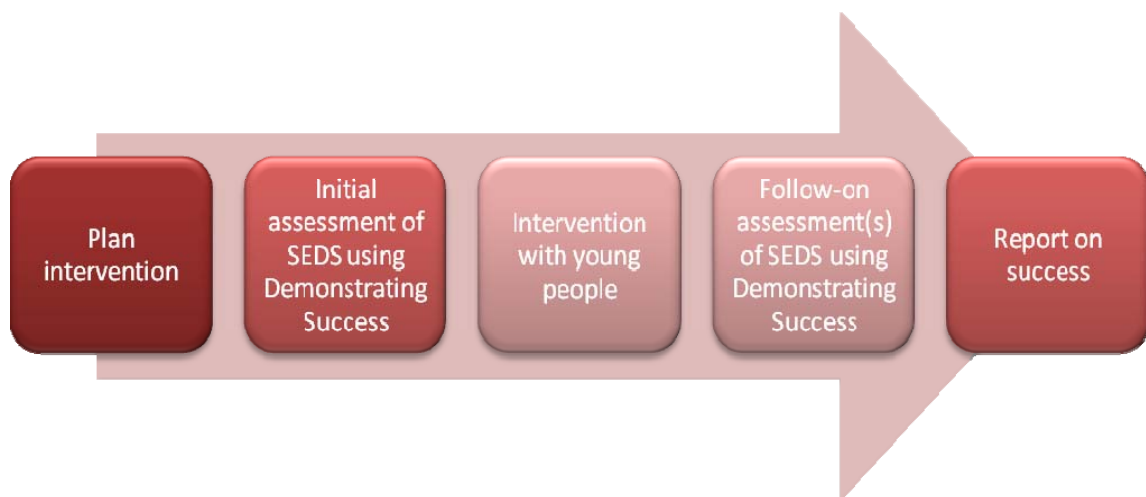 Plan
intervention
Initial
assessment of
SEDS using
Demonstrating
Success
Intervention
with young
people
Follow-on
assessment(s)
of SEDS using
Demonstrating
Success
Report on
success